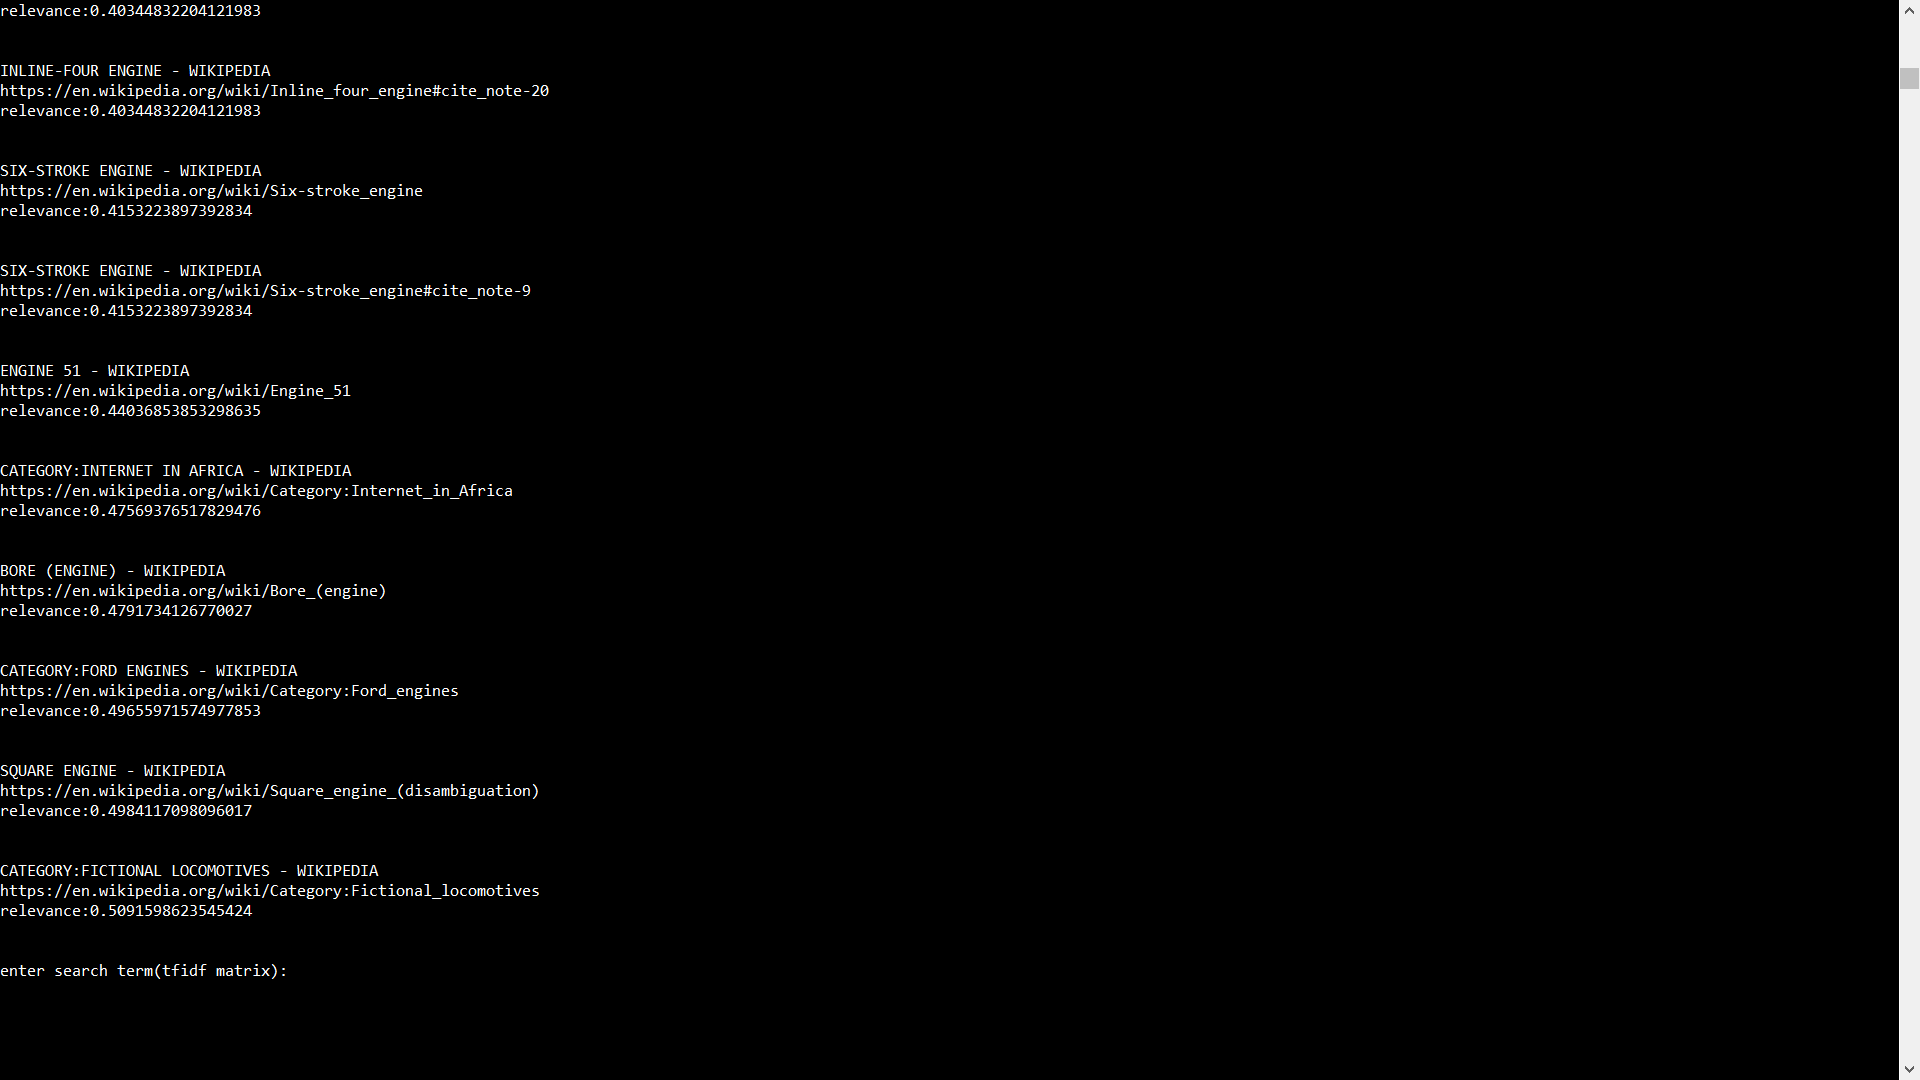 relevance:0.40344832204121983
INLINE-FOUR ENGINE - WIKIPEDIA
https://en.wikipedia.org/wiki/Inline_four_engine#cite_note-20
relevance:0.40344832204121983
SIX-STROKE ENGINE - WIKIPEDIA
https://en.wikipedia.org/wiki/Six-stroke_engine
relevance:0.4153223897392834
SIX-STROKE ENGINE - WIKIPEDIA
https://en.wikipedia.org/wiki/Six-stroke_engine#cite_note-9
relevance:0.4153223897392834
ENGINE 51 - WIKIPEDIA
https://en.wikipedia.org/wiki/Engine_51
relevance:0.44036853853298635
CATEGORY:INTERNET IN AFRICA - WIKIPEDIA
https://en.wikipedia.org/wiki/Category:Internet_in_Africa
relevance:0.47569376517829476
BORE (ENGINE) - WIKIPEDIA
https://en.wikipedia.org/wiki/Bore_(engine)
relevance:0.4791734126770027
CATEGORY:FORD ENGINES - WIKIPEDIA
https://en.wikipedia.org/wiki/Category:Ford_engines
relevance:0.49655971574977853
SQUARE ENGINE - WIKIPEDIA
https://en.wikipedia.org/wiki/Square_engine_(disambiguation)
relevance:0.4984117098096017
CATEGORY:FICTIONAL LOCOMOTIVES - WIKIPEDIA
https://en.wikipedia.org/wiki/Category:Fictional_locomotives
relevance:0.5091598623545424
enter search term(tfidf matrix):